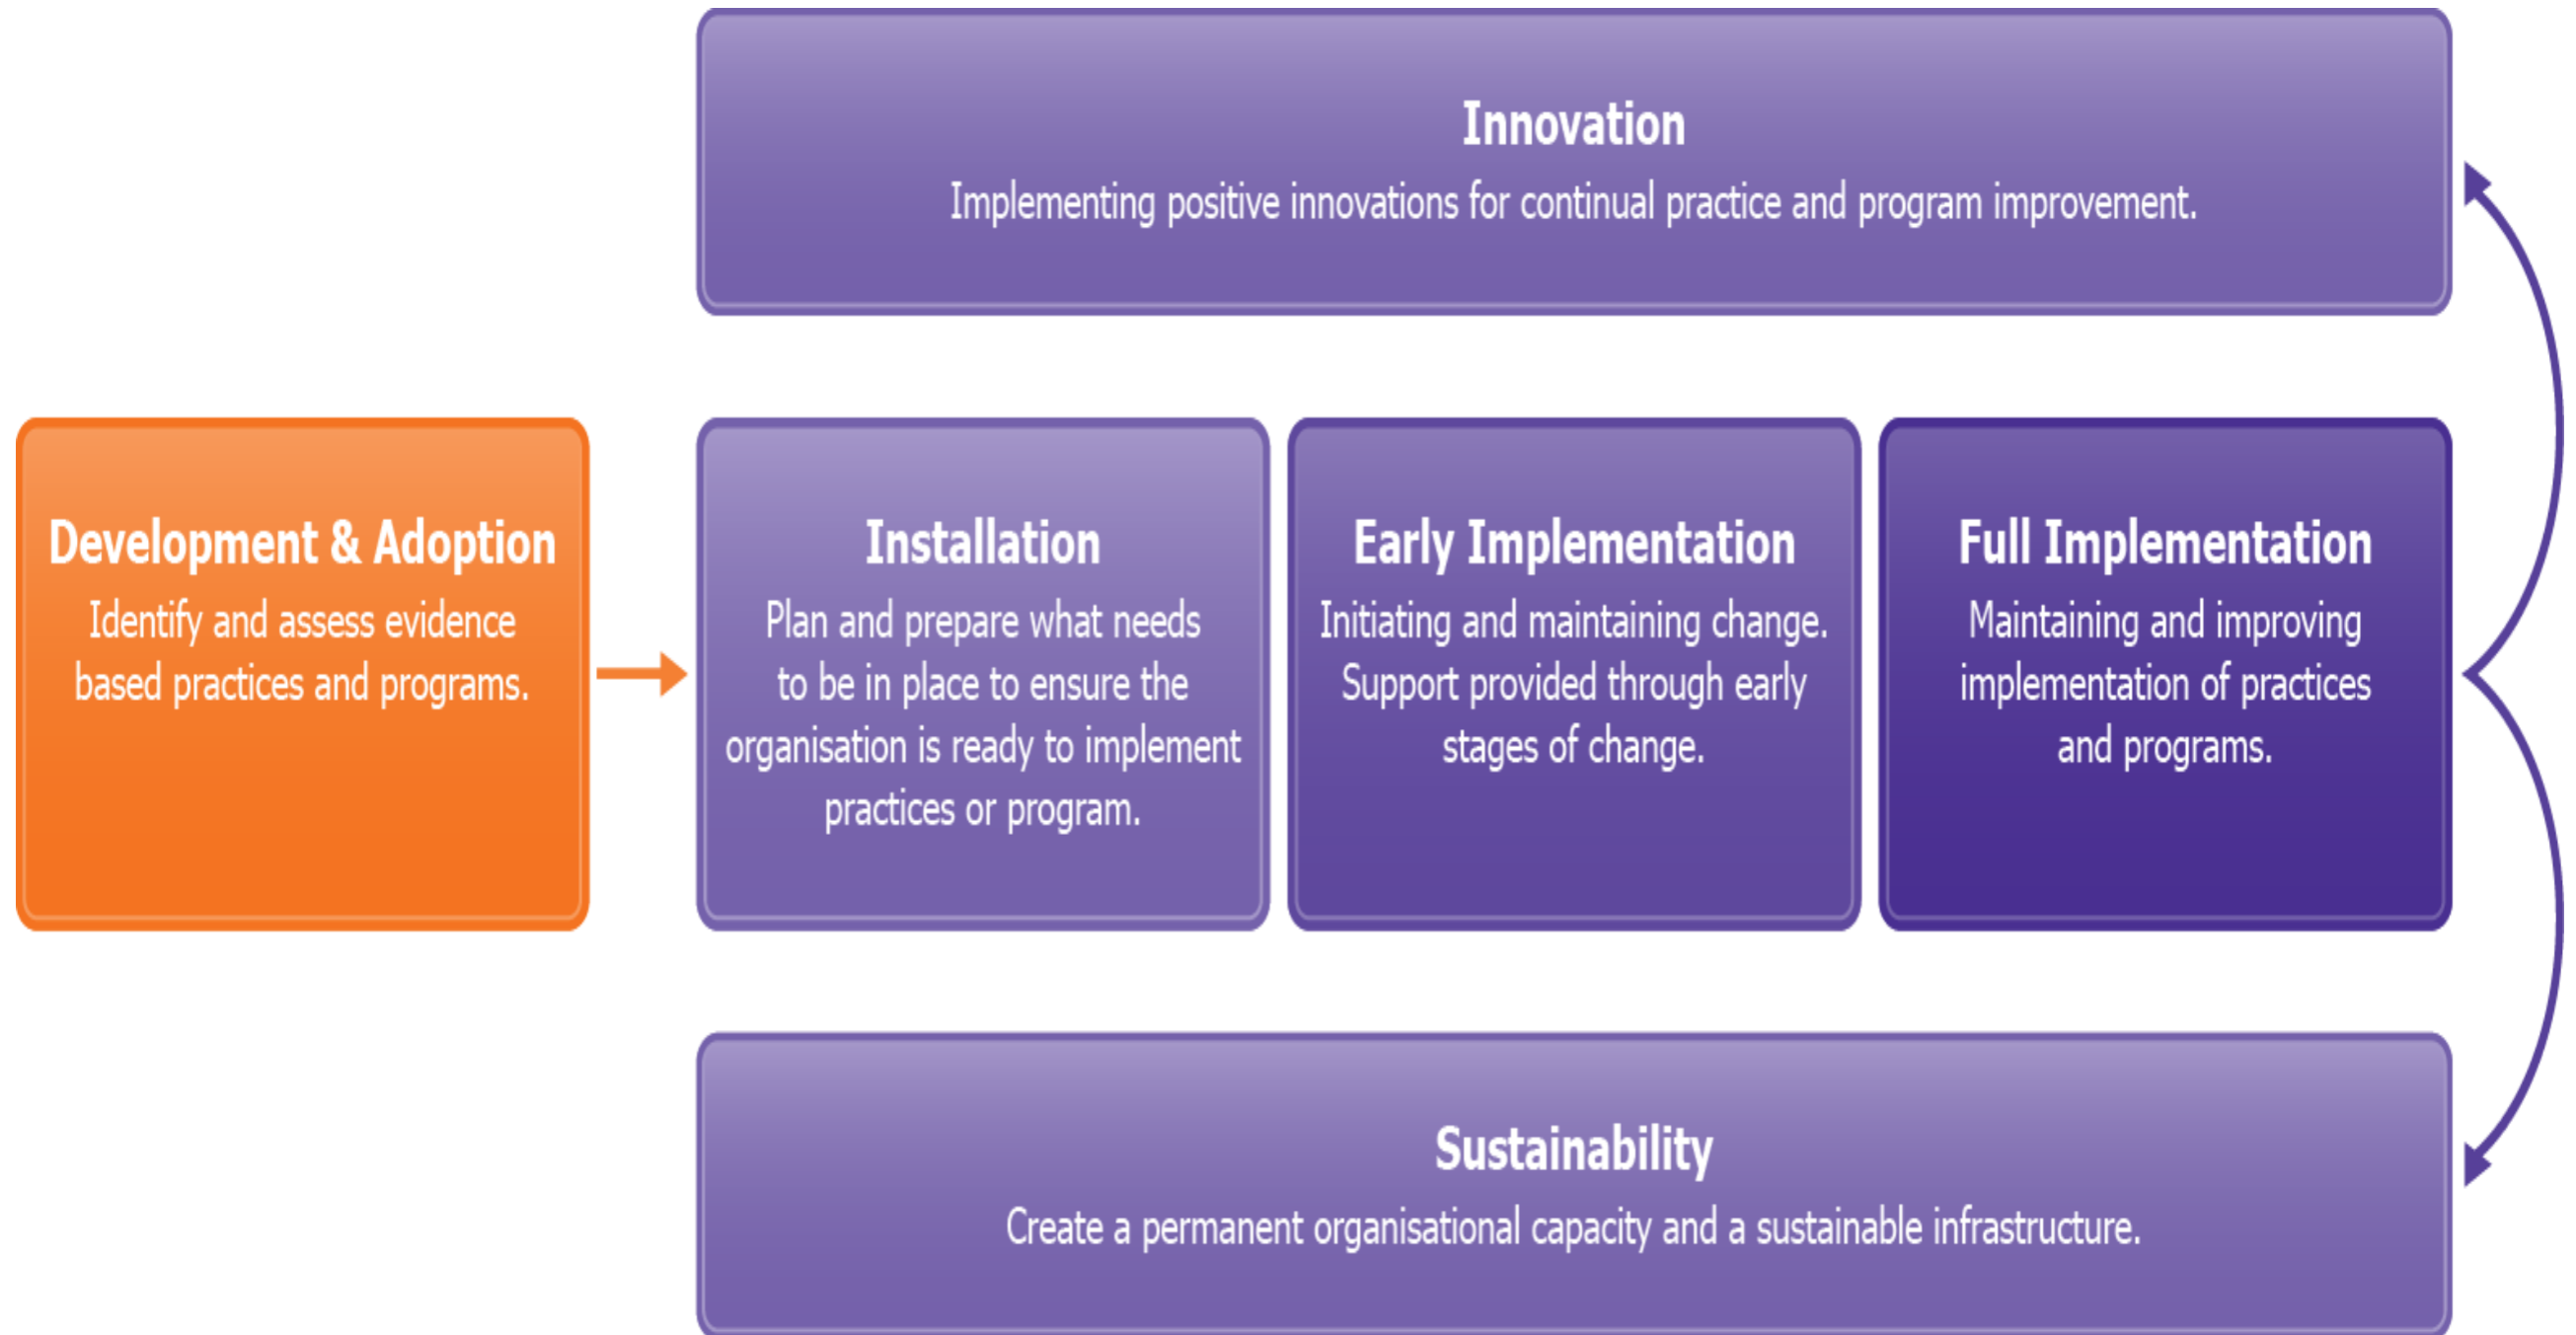 Innovation
Implementing positive innovations for continual practice and program improvement.
Development & Adoption
Identify and assess evidence
based practices and programs.
Installation
Plan and prepare what needs
to be in place to ensure the
organisation is ready to implement
practices or program.
Early Implementation
Initiating and maintaining change.
Support provided through early
stages of change.
Full Implementation
Maintaining and improving
implementation of practices
and programs.
Sustainability
Create a permanent organisational capacity and a sustainable infrastructure.